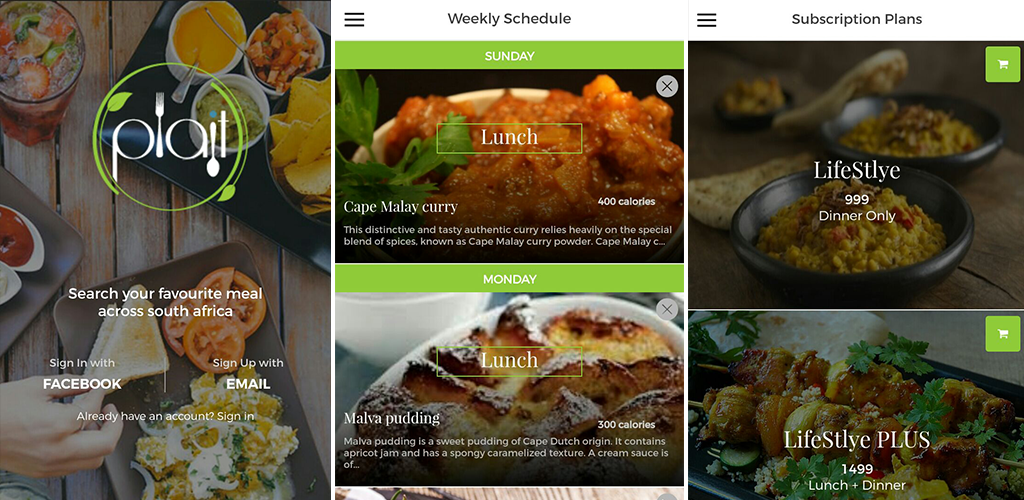 plait
Search your favourite meal
across south africa
Sign In with
FACEBOOK
Sign Up with
EMAIL
Already have an account? Sign in
Weekly Schedule
SUNDAY
Lunch
Cape Malay curry
400 calories
This distinctive and tasty authentic curry relies heavily on the special
blend of spices, known as Cape Malay curry powder. Cape Malay c...
MONDAY
Lunch
Malva pudding
300 calories
Malva pudding is a sweet pudding of Cape Dutch origin. It contains
apricot jam and has a spongy caramelized texture. A cream sauce is
of...
Subscription Plans
LifeStlye
999
Dinner Only
LifeStlye PLUS
1499
Lunch + Dinner